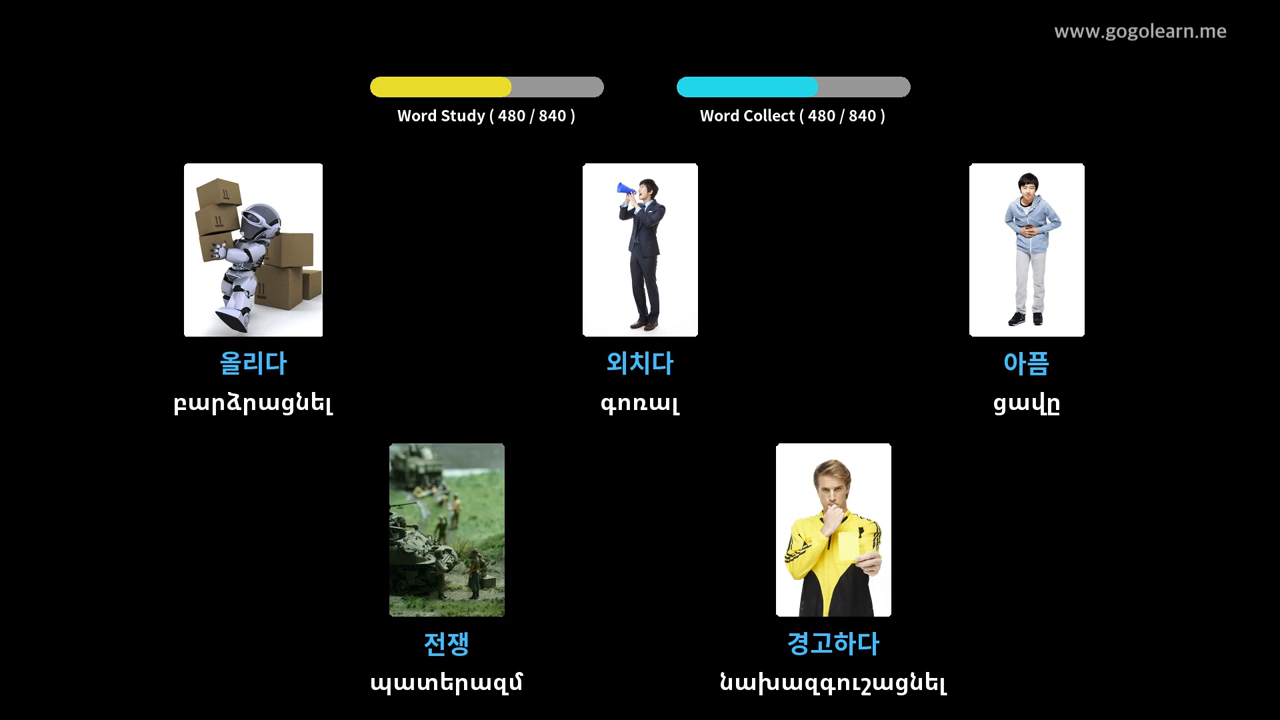 www.gogolearn.me
Word Study ( 480 / 840 )
Word Collect ( 480 / 840 )
올리다
բարձրացնել
외치다
գոռալ
아픔
ցավը
전쟁
պատերազմ
경고하다
նախազգուշացնել